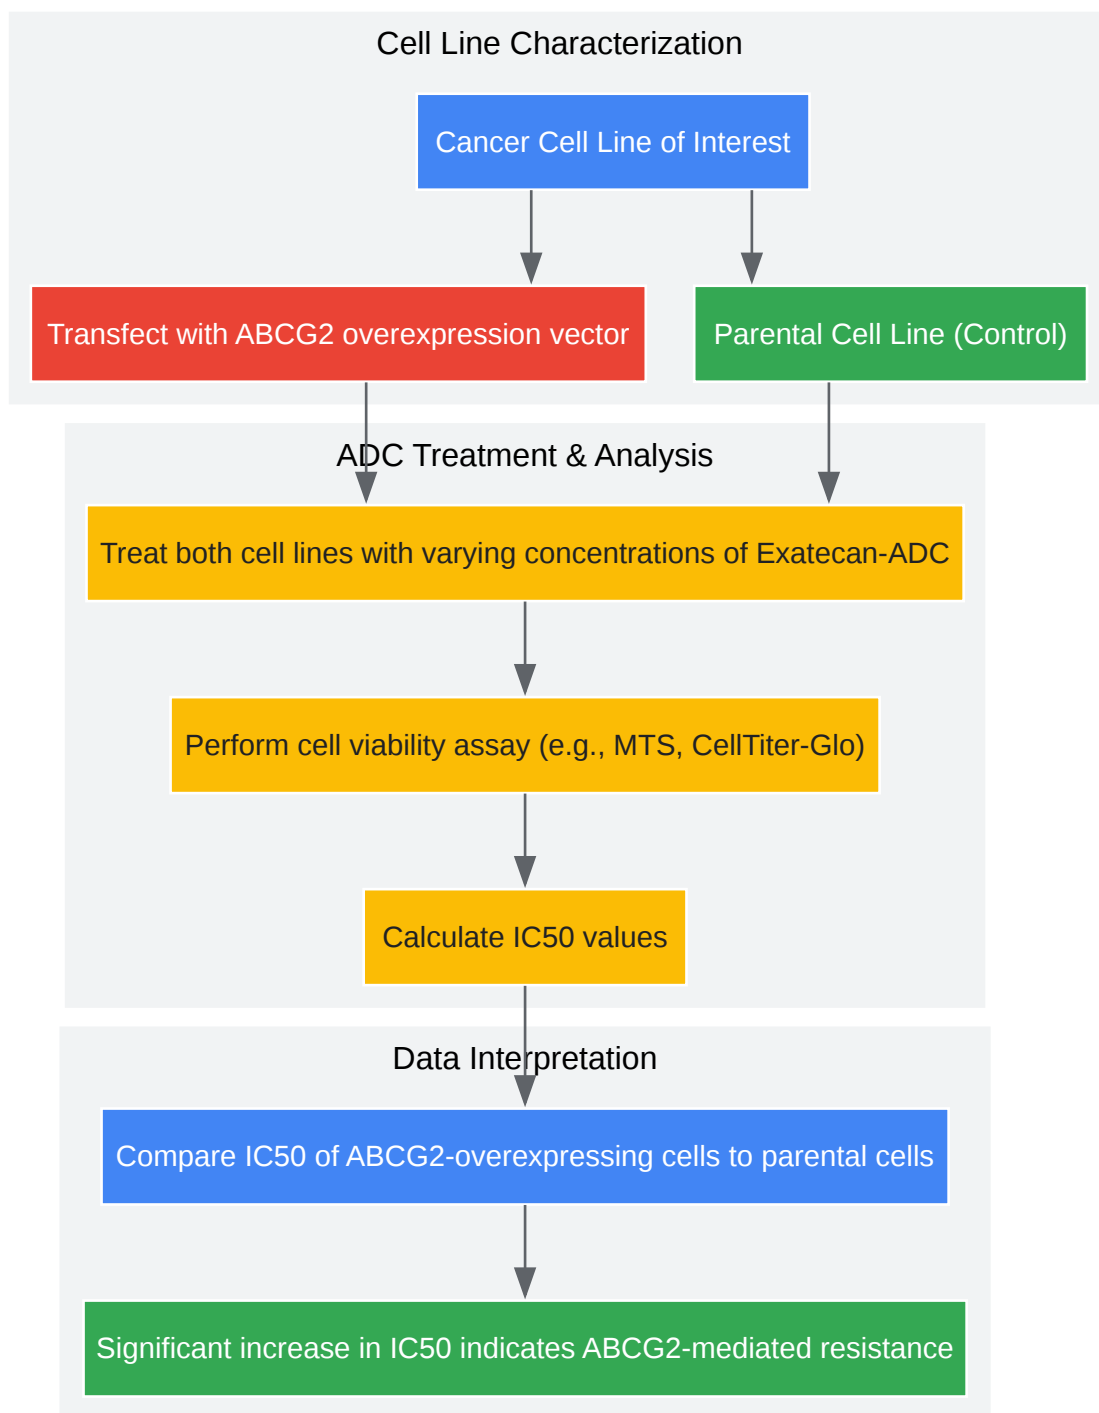 Cell Line Characterization
Cancer Cell Line of Interest
Transfect with ABCG2 overexpression vector
Parental Cell Line (Control)
ADC Treatment & Analysis
Treat both cell lines with varying concentrations of Exatecan-ADC
Perform cell viability assay (e.g., MTS, CellTiter-Glo)
Calculate IC50 values
Data Interpretation
Compare IC50 of ABCG2-overexpressing cells to parental cells
Significant increase in IC50 indicates ABCG2-mediated resistance